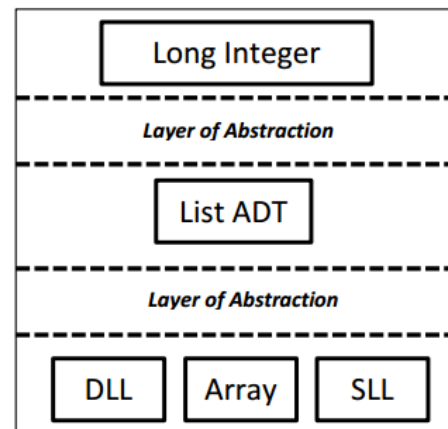 Long Integer
Layer of Abstraction
List ADT
Layer of Abstraction
DLL Array SLL